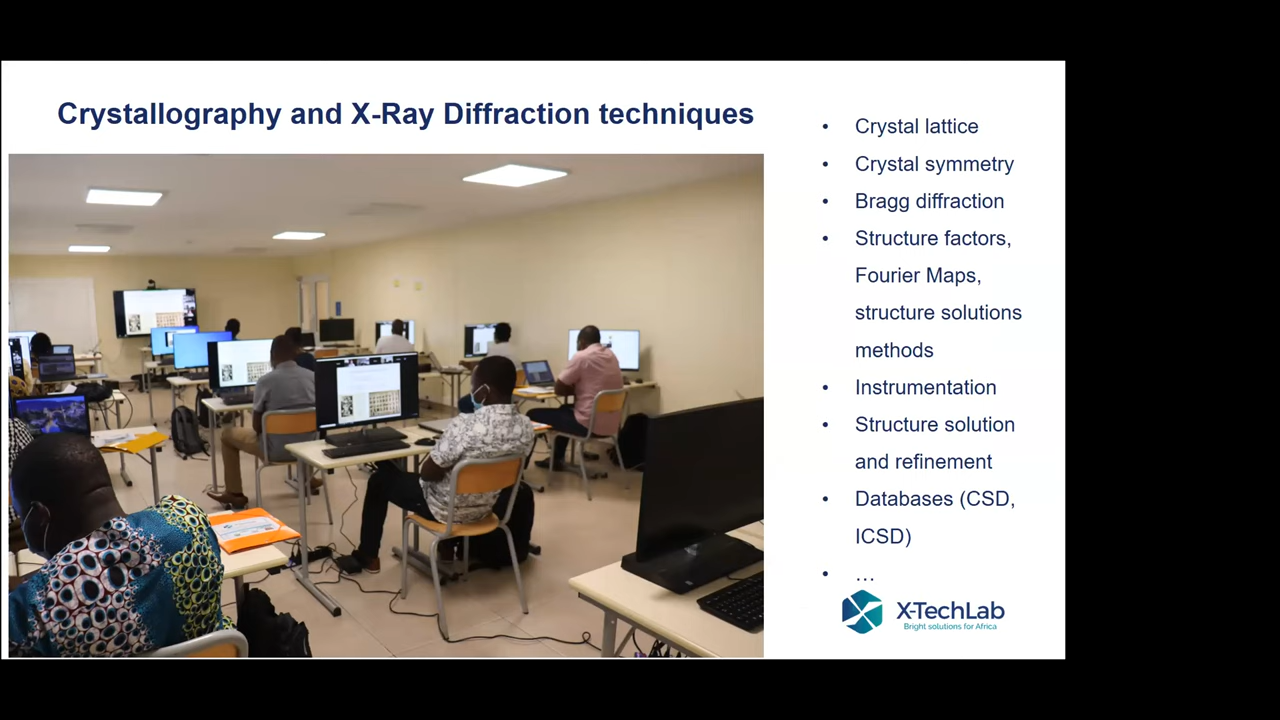 Crystallography and X-Ray Diffraction techniques
• Crystal lattice
• Crystal symmetry
• Bragg diffraction
• Structure factors,
Fourier Maps,
structure solutions
methods
• Instrumentation
• Structure solution
and refinement
• Databases (CSD,
ICSD)
• …
X-TechLab
Bright solutions for Africa